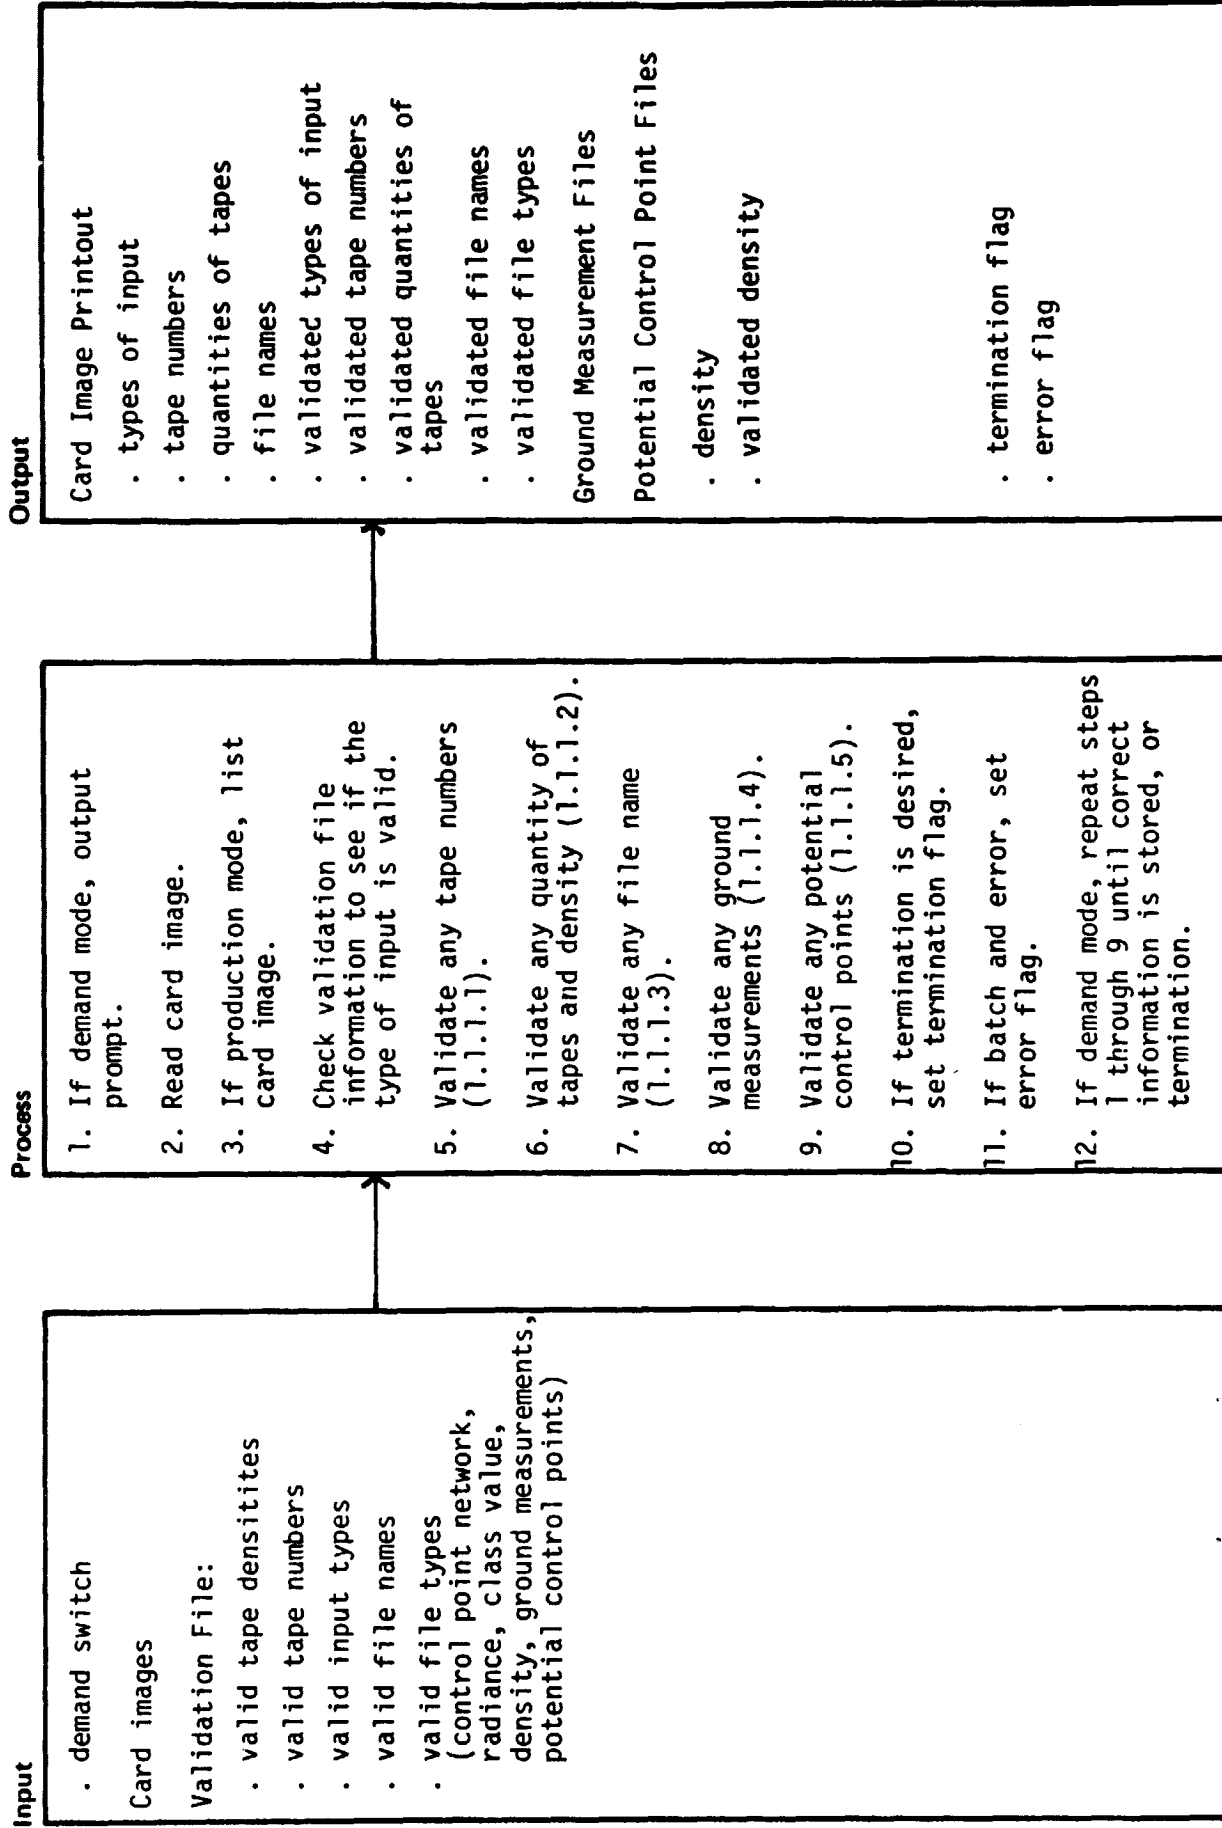 Input
. demand switch
Card images
Validation File:
. valid tape densitites
. valid tape numbers
. valid input types
. valid file names
. valid file types
(control point network,
radiance, class value,
density, ground measurements,
potential control points)
Process
1. If demand mode, output
prompt.
2. Read card image.
3. If production mode, list
card image.
4. Check validation file
information to see if the
type of input is valid.
5. Validate any tape numbers
(1.1.1.1).
6. Validate any quantity of
tapes and density (1.1.1.2).
7. Validate any file name
(1.1.1.3).
8. Validate any ground
measurements (1.1.1.4).
9. Validate any potential
control points (1.1.1.5).
10. If termination is desired,
set termination flag.
11. If batch and error, set
error flag.
12. If demand mode, repeat steps
1 through 9 until correct
information is stored, or
termination.
Output
Card Image Printout
. types of input
. tape numbers
. quantities of tapes
. file names
. validated types of input
. validated tape numbers
. validated quantities of
tapes
. validated file names
. validated file types
Ground Measurement Files
Potential Control Point Files
. density
. validated density
. termination flag
. error flag